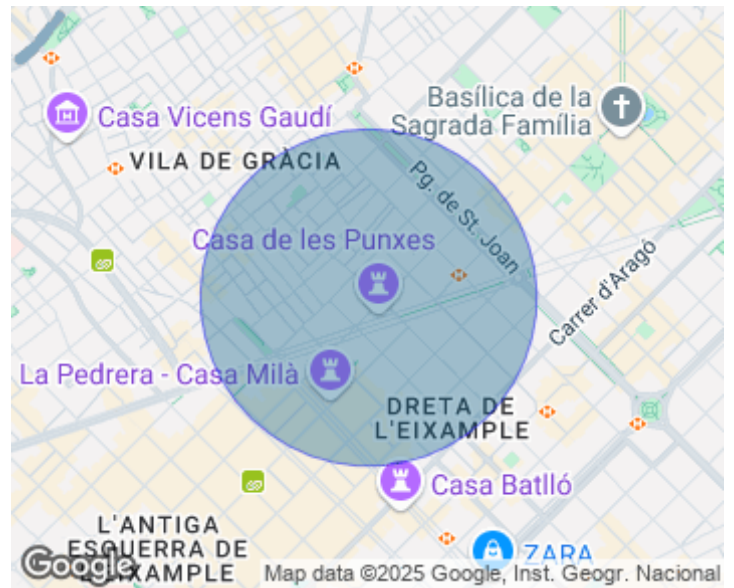 Basílica de la
Sagrada Família
Casa Vicens Gaudí
VILA DE GRÀCIA
Pg. de St. Joan
Casa de les Punxes
Carrer d'Aragó
La Pedrera - Casa Milà
DRETA DE
L'EIXAMPLE
Casa Batlló
L'ANTIGA
ESQUERRA DE
L'EIXAMPLE
ZARA
Google
Map data ©2025 Google, Inst. Geogr. Nacional